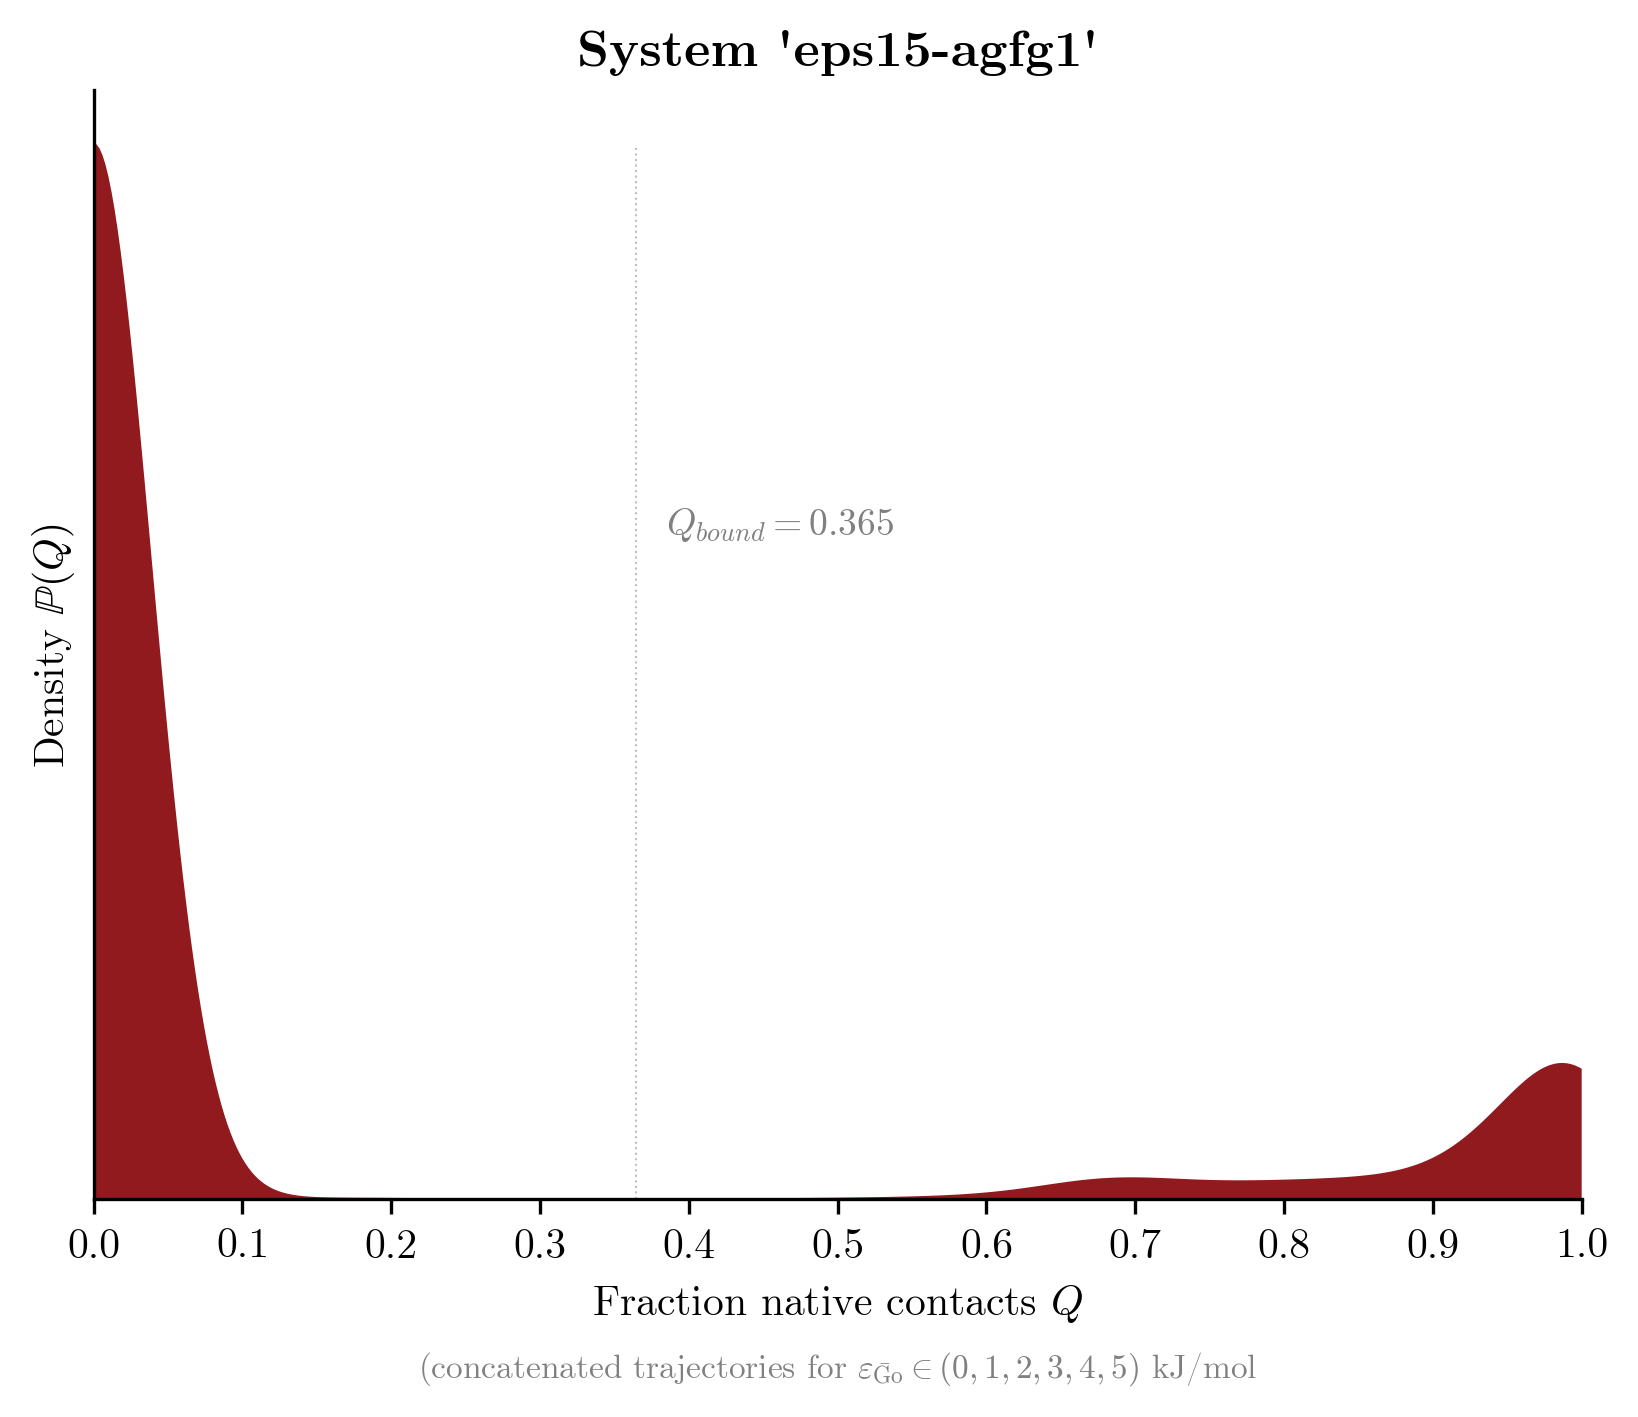 System 'eps15-agfg1'
Density ℙ(Q)
Q_bound = 0.365
0.0 0.1 0.2 0.3 0.4 0.5 0.6 0.7 0.8 0.9 1.0
Fraction native contacts Q
(concatenated trajectories for ε_Ḡo ∈ (0, 1, 2, 3, 4, 5) kJ/mol